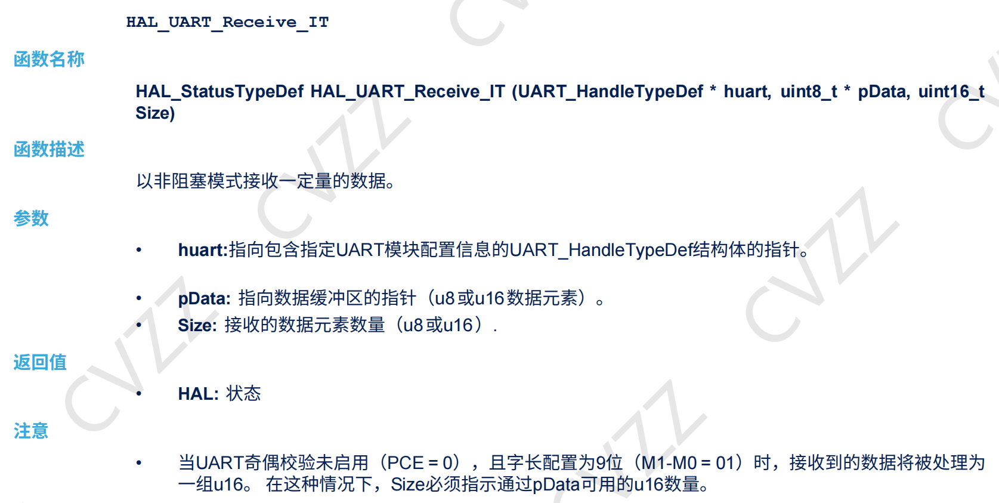 HAL_UART_Receive_IT
函数名称
HAL_StatusTypeDef HAL_UART_Receive_IT (UART_HandleTypeDef * huart, uint8_t * pData, uint16_t
Size)
函数描述
以非阻塞模式接收一定量的数据。
参数
• huart:指向包含指定UART模块配置信息的UART_HandleTypeDef结构体的指针。
• pData: 指向数据缓冲区的指针（u8或u16数据元素）。
• Size: 接收的数据元素数量（u8或u16）.
返回值
• HAL: 状态
注意
• 当UART奇偶校验未启用（PCE = 0），且字长配置为9位（M1-M0 = 01）时，接收到的数据将被处理为
一组u16。 在这种情况下，Size必须指示通过pData可用的u16数量。
CVZZ
CVZZ
CVZZ